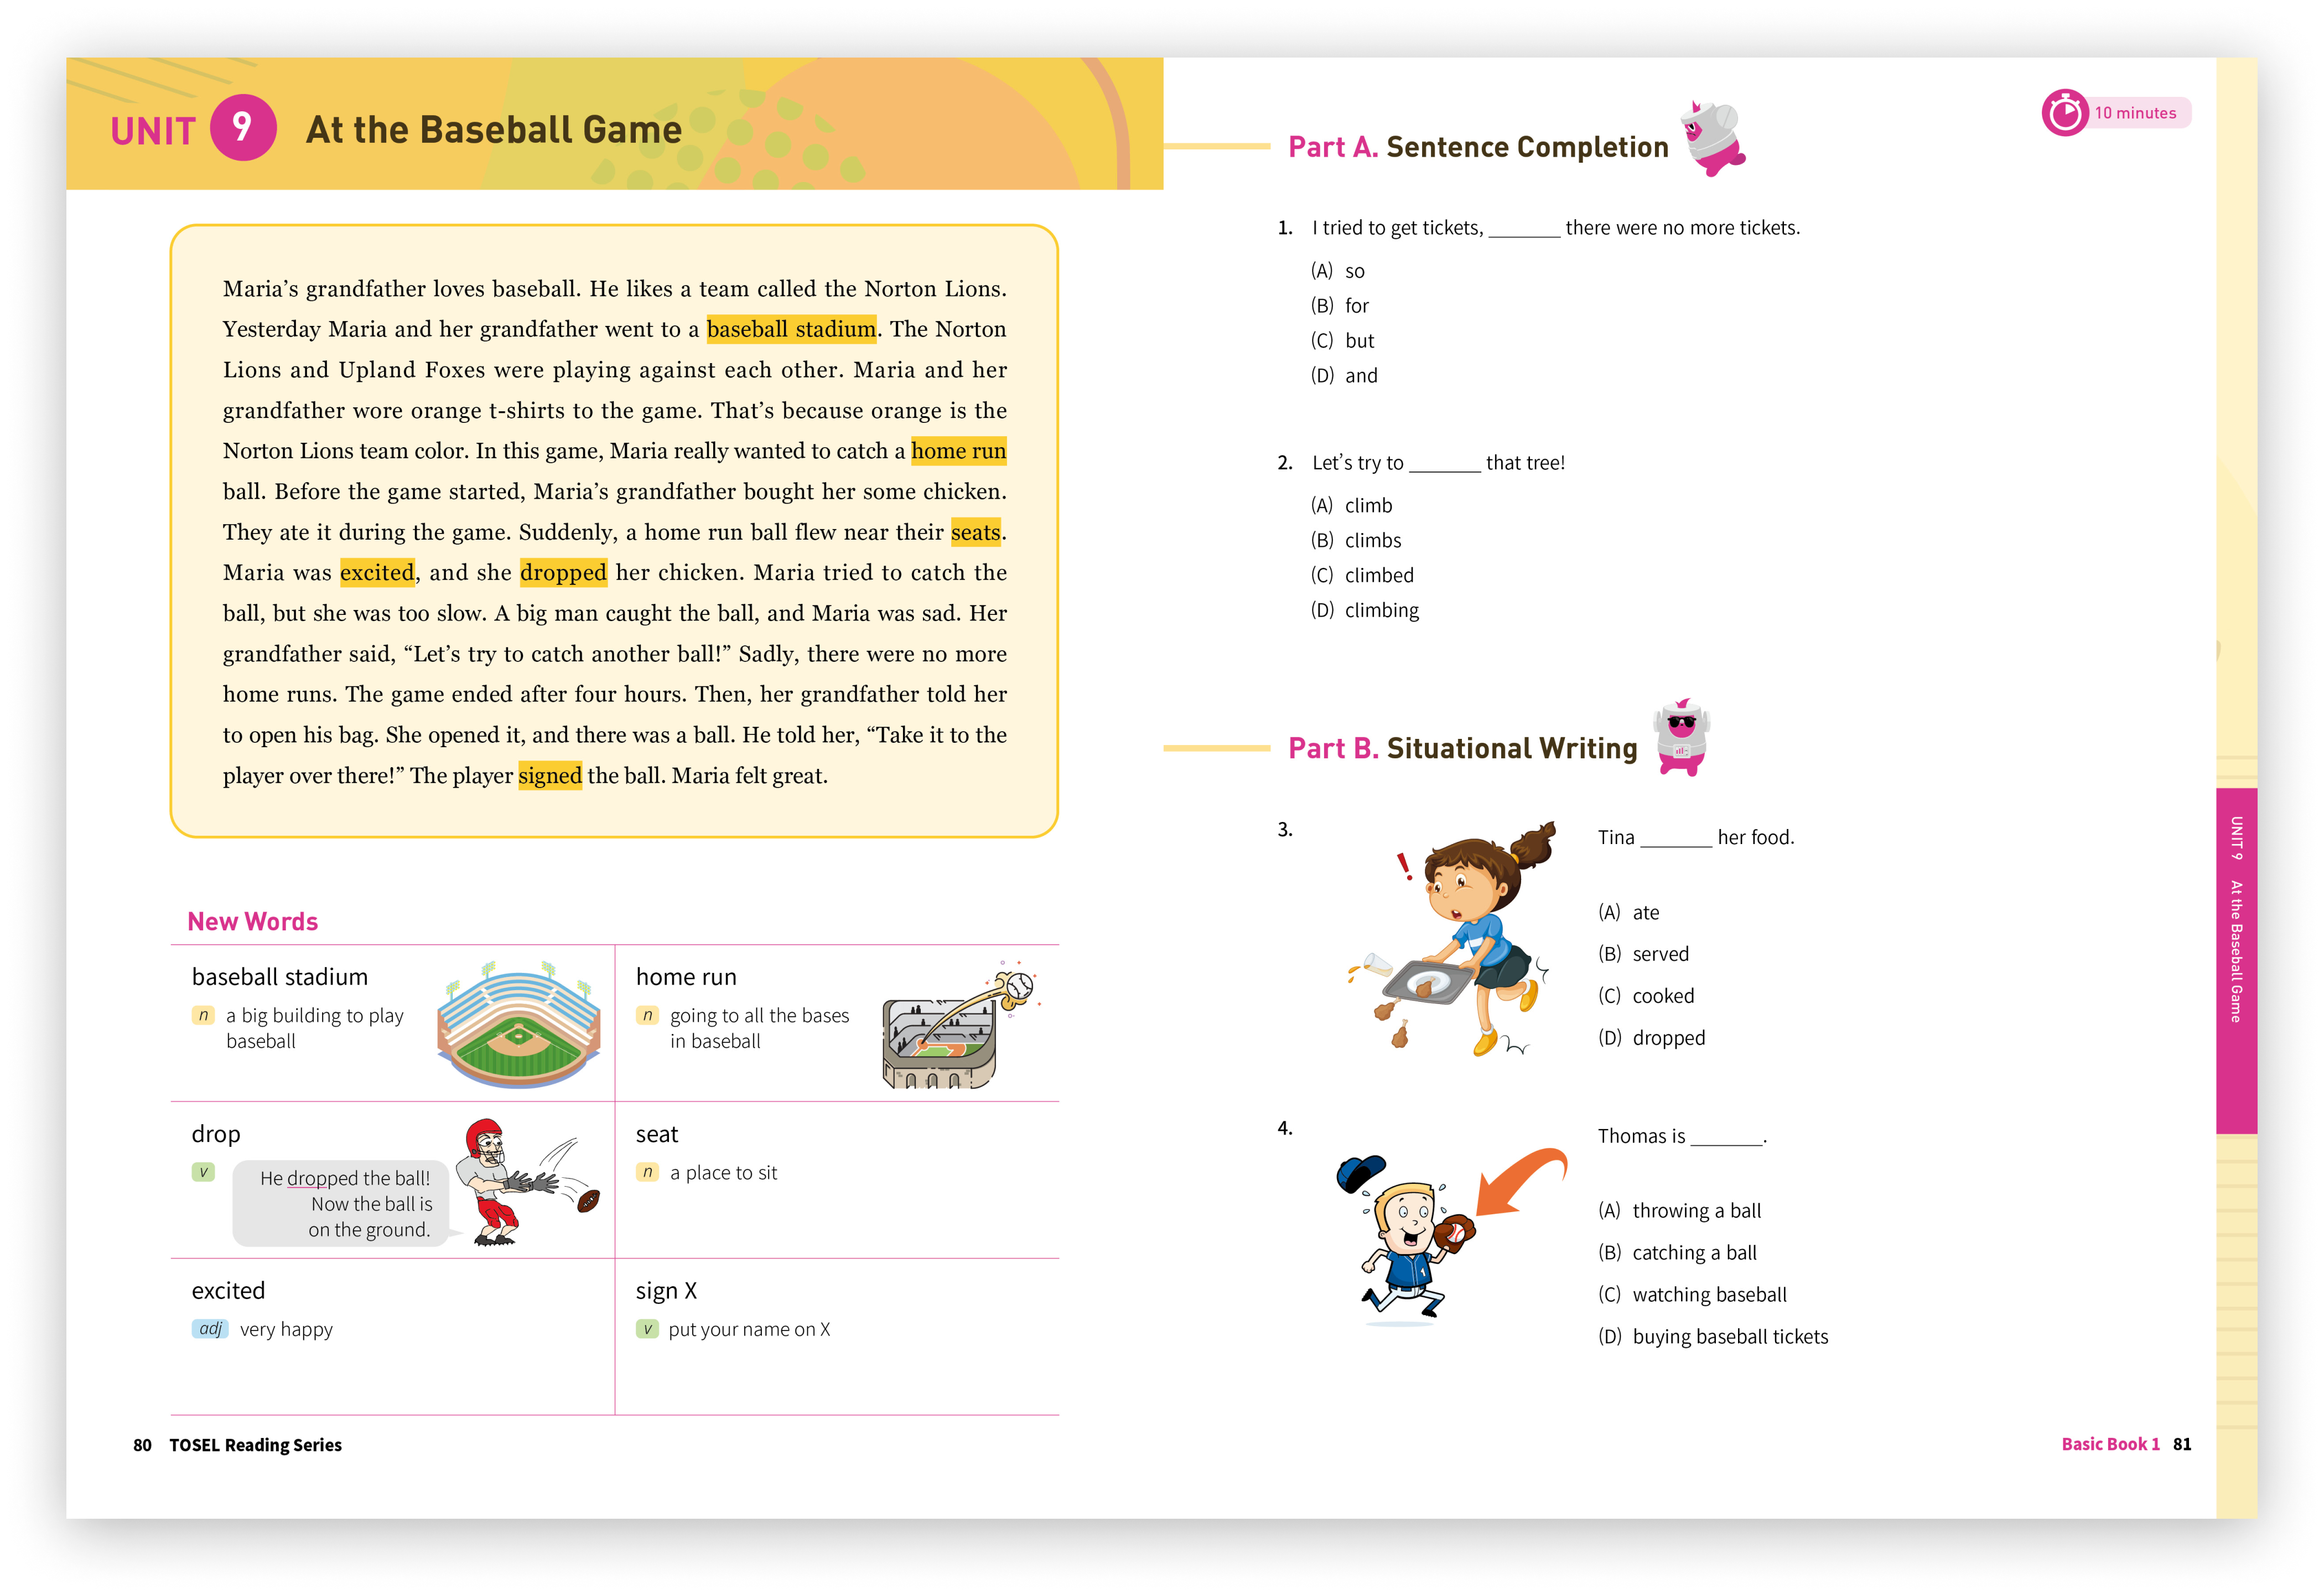 UNIT 9 At the Baseball Game
Maria’s grandfather loves baseball. He likes a team called the Norton Lions.
Yesterday Maria and her grandfather went to a baseball stadium. The Norton
Lions and Upland Foxes were playing against each other. Maria and her
grandfather wore orange t-shirts to the game. That’s because orange is the
Norton Lions team color. In this game, Maria really wanted to catch a home run
ball. Before the game started, Maria’s grandfather bought her some chicken.
They ate it during the game. Suddenly, a home run ball flew near their seats.
Maria was excited, and she dropped her chicken. Maria tried to catch the
ball, but she was too slow. A big man caught the ball, and Maria was sad. Her
grandfather said, “Let’s try to catch another ball!” Sadly, there were no more
home runs. The game ended after four hours. Then, her grandfather told her
to open his bag. She opened it, and there was a ball. He told her, “Take it to the
player over there!” The player signed the ball. Maria felt great.
New Words
baseball stadium
n a big building to play
baseball
home run
n going to all the bases
in baseball
drop
v He dropped the ball!
Now the ball is
on the ground.
seat
n a place to sit
excited
adj very happy
sign X
v put your name on X
80 TOSEL Reading Series
10 minutes
Part A. Sentence Completion
1. I tried to get tickets, _______ there were no more tickets.
(A) so
(B) for
(C) but
(D) and
2. Let’s try to _______ that tree!
(A) climb
(B) climbs
(C) climbed
(D) climbing
Part B. Situational Writing
3. Tina _______ her food.
(A) ate
(B) served
(C) cooked
(D) dropped
4. Thomas is _______.
(A) throwing a ball
(B) catching a ball
(C) watching baseball
(D) buying baseball tickets
UNIT 9 At the Baseball Game
Basic Book 1 81